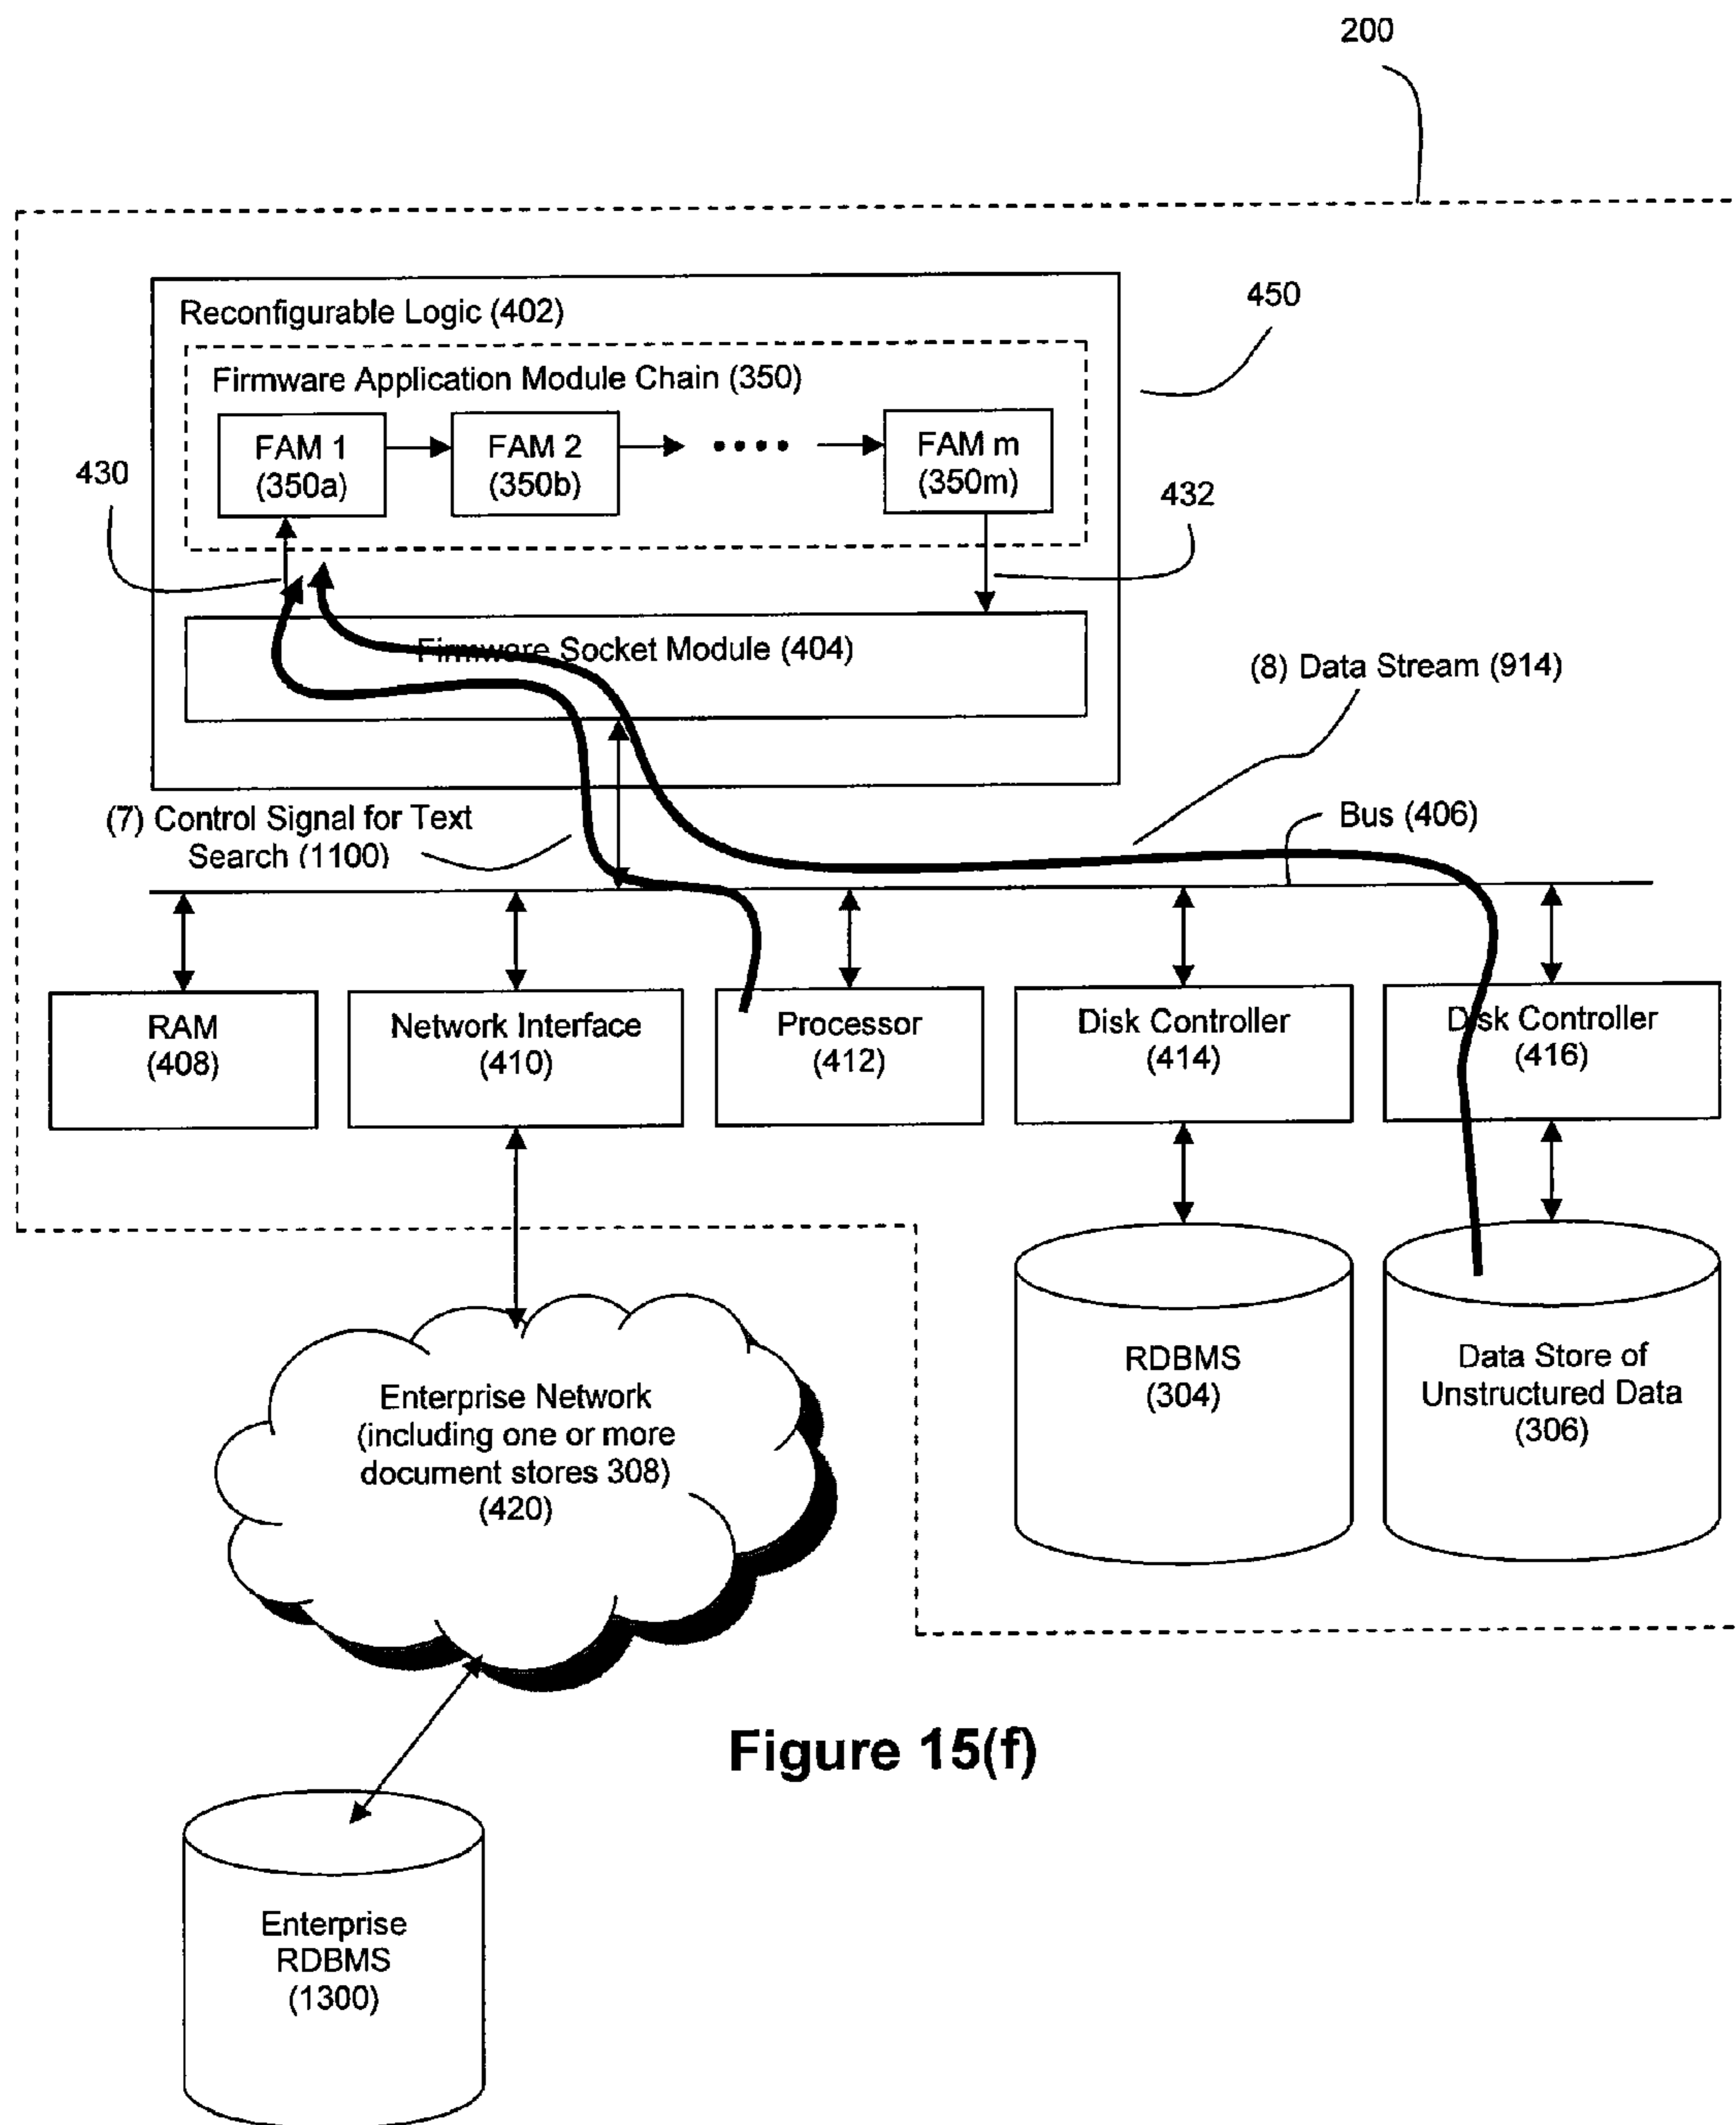 200
Reconfigurable Logic (402)
450
Firmware Application Module Chain (350)
FAM 1
(350a)
FAM 2
(350b)
••••
FAM m
(350m)
430
432
Firmware Socket Module (404)
(8) Data Stream (914)
(7) Control Signal for Text
Search (1100)
Bus (406)
RAM
(408)
Network Interface
(410)
Processor
(412)
Disk Controller
(414)
Disk Controller
(416)
Enterprise Network
(including one or more
document stores 308)
(420)
RDBMS
(304)
Data Store of
Unstructured Data
(306)
Figure 15(f)
Enterprise
RDBMS
(1300)